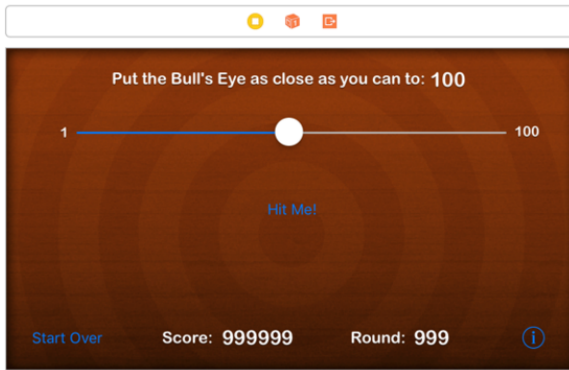 Put the Bull's Eye as close as you can to: 100
1 100
Hit Me!
Start Over Score: 999999 Round: 999